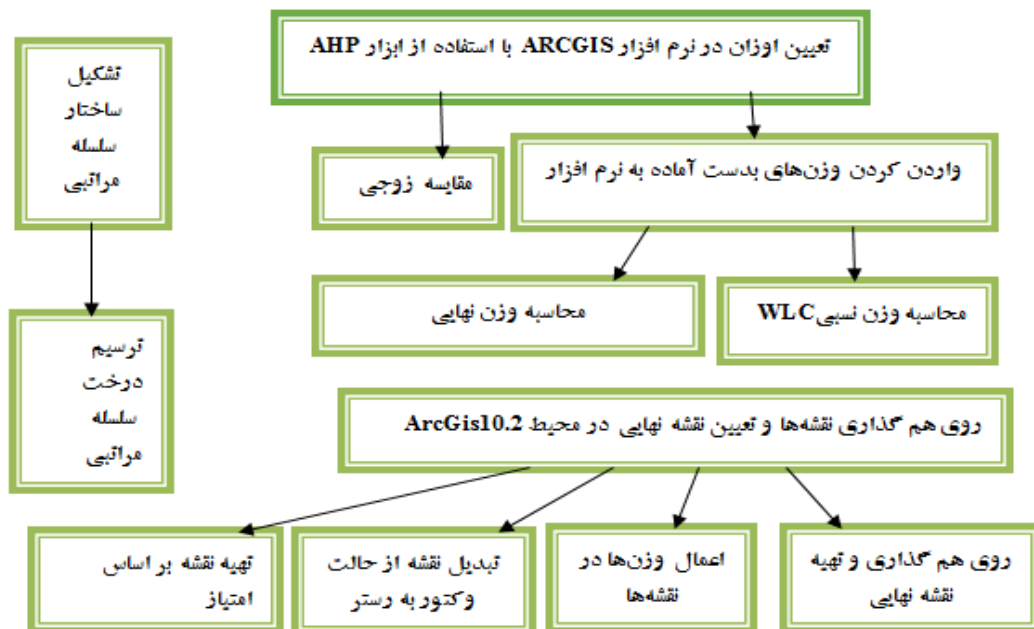 تعیین اوزان در نرم افزار ARCGIS با استفاده از ابزار AHP
تشکیل
ساختار
سلسله
مراتبی
واردن کردن وزن‌های بدست آماده به نرم افزار
مقایسه زوجی
محاسبه وزن نسبیWLC
محاسبه وزن نهایی
ترسیم
درخت
سلسله
مراتبی
روی هم گذاری نقشه‌ها و تعیین نقشه نهایی در محیط ArcGis10.2
روی هم گذاری و تهیه
نقشه نهایی
اعمال وزن‌ها در
نقشه‌ها
تبدیل نقشه از حالت
وکتور به رستر
تهیه نقشه بر اساس
امتیاز